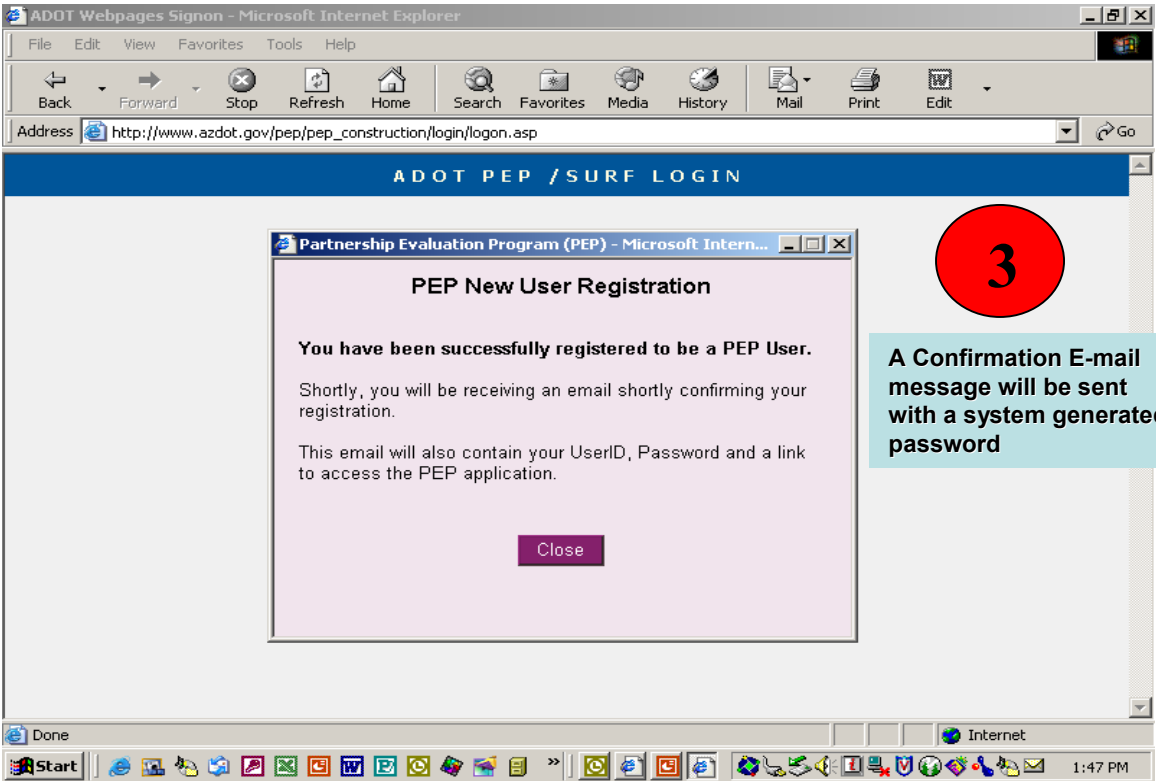 ADOT Webpages Signon - Microsoft Internet Explorer
File Edit View Favorites Tools Help
Back Forward Stop Refresh Home Search Favorites Media History Mail Print Edit
Address http://www.azdot.gov/pep/pep_construction/login/logon.asp Go
ADOT PEP /SURF LOGIN
Partnership Evaluation Program (PEP) - Microsoft Intern...
PEP New User Registration
You have been successfully registered to be a PEP User.
Shortly, you will be receiving an email shortly confirming your
registration.
This email will also contain your UserID, Password and a link
to access the PEP application.
Close
3
A Confirmation E-mail
message will be sent
with a system generated
password
Done Internet
Start 1:47 PM